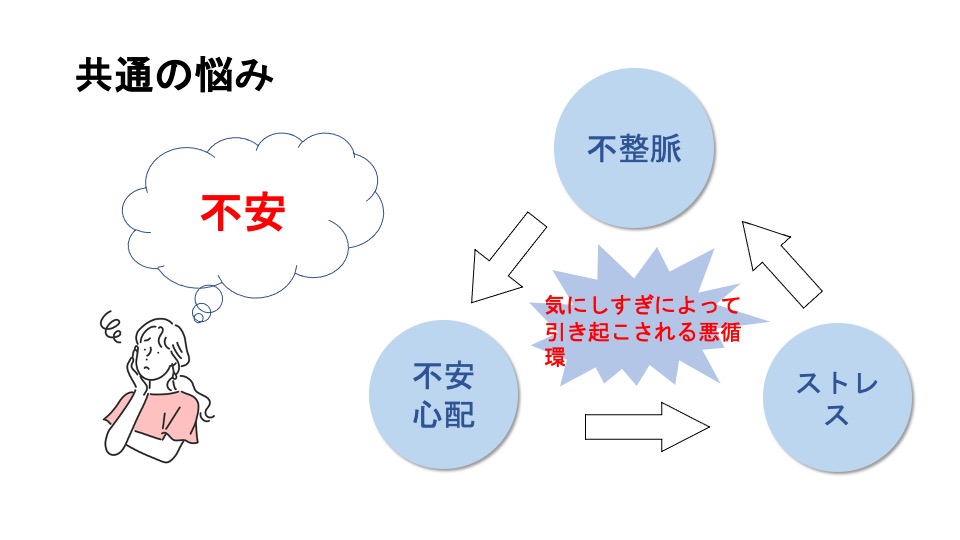 共通の悩み
不安
不整脈
気にしすぎによって
引き起こされる悪循
環
不安
心配
ストレ
ス